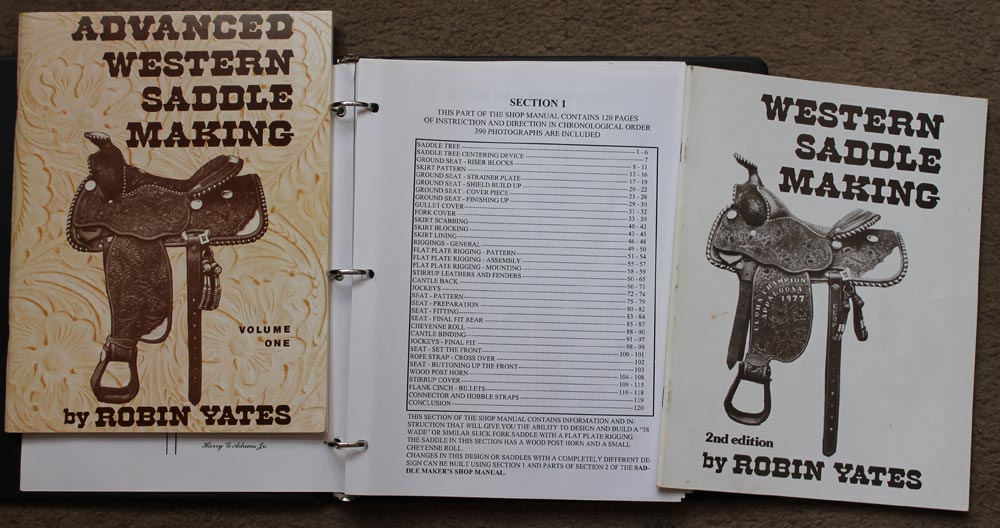 ADVANCED
WESTERN
SADDLE
MAKING
VOLUME
ONE
by ROBIN YATES
Harry C Adams Jr.
SECTION 1
THIS PART OF THE SHOP MANUAL CONTAINS 120 PAGES
OF INSTRUCTION AND DIRECTION IN CHRONOLOGICAL ORDER
390 PHOTOGRAPHS ARE INCLUDED
SADDLE TREE 1 - 6
SADDLE TREE CENTERING DEVICE 7
GROUND SEAT - RISER BLOCKS 8 - 11
SKIRT PATTERN 12 - 16
GROUND SEAT - STRAINER PLATE 17 - 19
GROUND SEAT - SHIELD BUILD UP 20 - 22
GROUND SEAT - COVER PIECE 23 - 28
GROUND SEAT - FINISHING UP 29 - 30
GULLET COVER 31 - 32
FORK COVER 33 - 39
SKIRT SCABBING 40 - 42
SKIRT BLOCKING 43 - 45
SKIRT LINING 46 - 48
RIGGINGS - GENERAL 49 - 50
FLAT PLATE RIGGING - PATTERN 51 - 54
FLAT PLATE RIGGING - ASSEMBLY 55 - 57
FLAT PLATE RIGGING - MOUNTING 58 - 59
STIRRUP LEATHERS AND FENDERS 60 - 65
CANTLE BACK 66 - 71
JOCKEYS 72 - 74
SEAT - PATTERN 75 - 79
SEAT - PREPARATION 80 - 82
SEAT - FITTING 83 - 84
SEAT - FINAL FIT REAR 85 - 87
CHEYENNE ROLL 88 - 90
CANTLE BINDING 91 - 97
JOCKEYS - FINAL FIT 98 - 99
SEAT - SET THE FRONT 100 - 101
ROPE STRAP - CROSS OVER 102
SEAT - BUTTONING UP THE FRONT 103
WOOD POST HORN 104 - 108
STIRRUP COVER 109 - 115
FLANK CINCH - BILLETS 116 - 118
CONNECTOR AND HOBBLE STRAPS 119
CONCLUSION 120
THIS SECTION OF THE SHOP MANUAL CONTAINS INFORMATION AND IN-
STRUCTION THAT WILL GIVE YOU THE ABILITY TO DESIGN AND BUILD A "58
WADE" OR SIMILAR SLICK FORK SADDLE WITH A FLAT PLATE RIGGING
THE SADDLE IN THIS SECTION HAS A WOOD POST HORN AND A SMALL
CHEYENNE ROLL.
CHANGES IN THIS DESIGN OR SADDLES WITH A COMPLETELY DIFFERENT DE-
SIGN CAN BE BUILT USING SECTION 1 AND PARTS OF SECTION 2 OF THE SAD-
DLE MAKER'S SHOP MANUAL.
WESTERN
SADDLE
MAKING
CHAMPION
1977
2nd edition
by ROBIN YATES